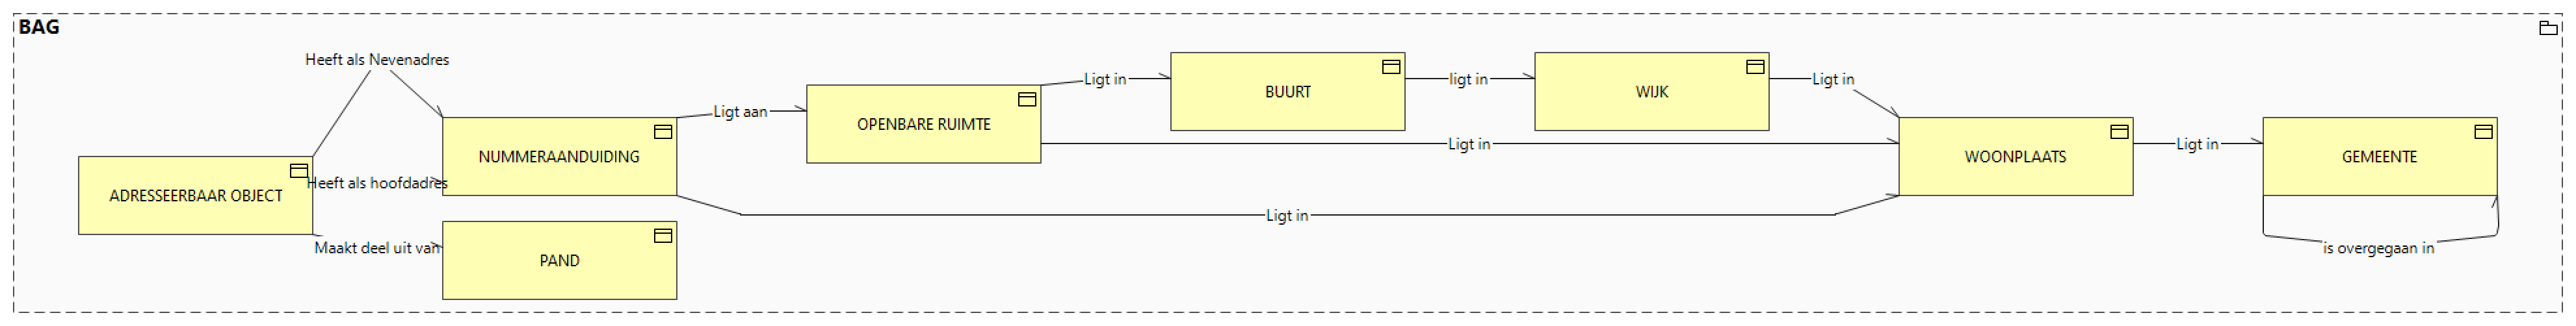 BAG
Heeft als Nevenadres
Ligt in
ligt in
Ligt in
BUURT
WIJK
Ligt aan
OPENBARE RUIMTE
Ligt in
Ligt in
NUMMERAANDUIDING
WOONPLAATS
GEMEENTE
Heeft als hoofdadres
ADRESSEERBAAR OBJECT
Ligt in
Maakt deel uit van
is overgegaan in
PAND